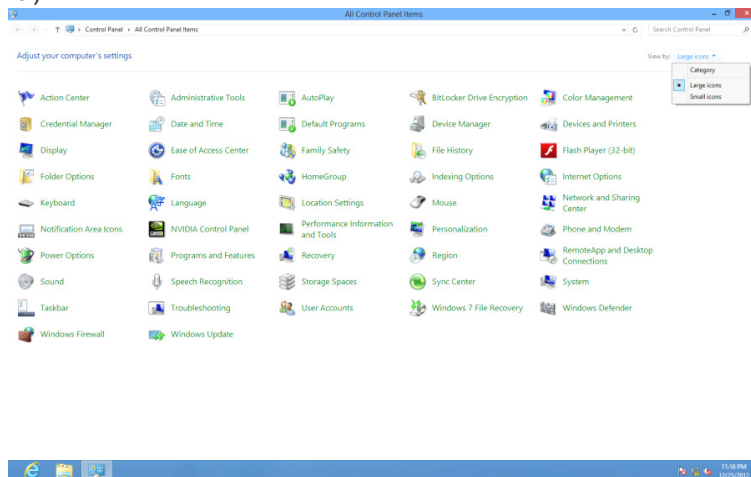 All Control Panel Items
Control Panel ▸ All Control Panel Items
Search Control Panel
Adjust your computer's settings
View by: Large icons
Category
Large icons
Small icons
Action Center
Administrative Tools
AutoPlay
BitLocker Drive Encryption
Color Management
Credential Manager
Date and Time
Default Programs
Device Manager
Devices and Printers
Display
Ease of Access Center
Family Safety
File History
Flash Player (32-bit)
Folder Options
Fonts
HomeGroup
Indexing Options
Internet Options
Keyboard
Language
Location Settings
Mouse
Network and Sharing
Center
Notification Area Icons
NVIDIA Control Panel
Performance Information
and Tools
Personalization
Phone and Modem
Power Options
Programs and Features
Recovery
Region
RemoteApp and Desktop
Connections
Sound
Speech Recognition
Storage Spaces
Sync Center
System
Taskbar
Troubleshooting
User Accounts
Windows 7 File Recovery
Windows Defender
Windows Firewall
Windows Update
11:16 PM
12/25/2012